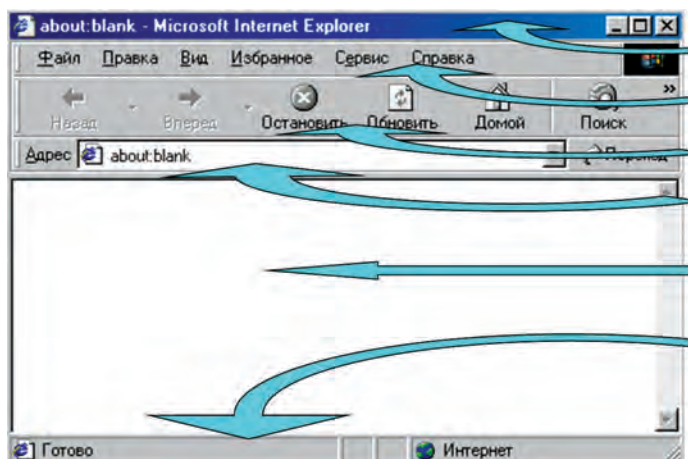 about:blank - Microsoft Internet Explorer
Файл Правка Вид Избранное Сервис Справка
Назад Вперед Остановить Обновить Домой Поиск »
Адрес about:blank Переход
Готово Интернет